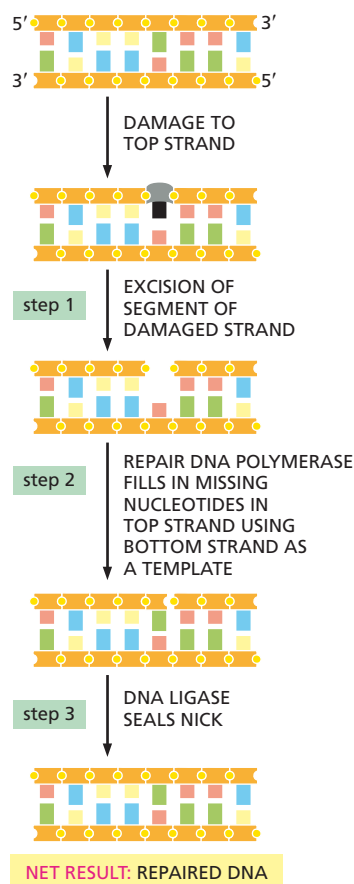 5′ 3′
3′ 5′
DAMAGE TO
TOP STRAND
step 1
EXCISION OF
SEGMENT OF
DAMAGED STRAND
step 2
REPAIR DNA POLYMERASE
FILLS IN MISSING
NUCLEOTIDES IN
TOP STRAND USING
BOTTOM STRAND AS
A TEMPLATE
step 3
DNA LIGASE
SEALS NICK
NET RESULT: REPAIRED DNA